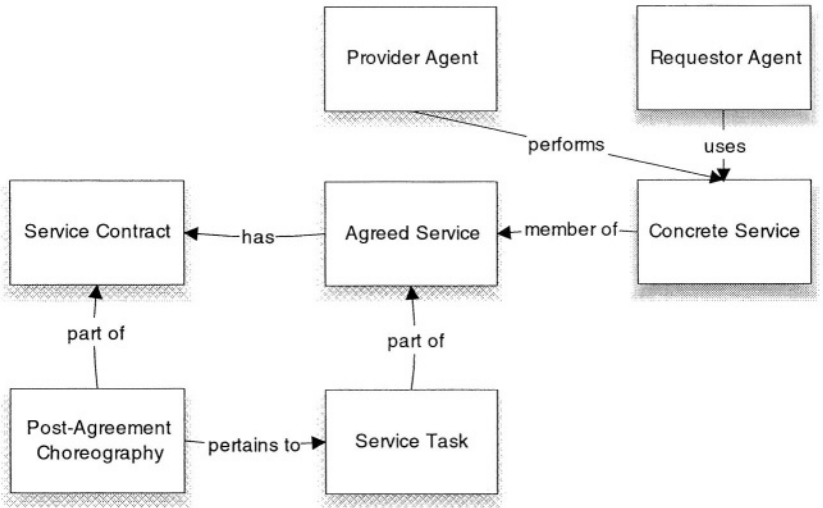 Provider Agent
Requestor Agent
performs
uses
Service Contract
has
Agreed Service
member of
Concrete Service
part of
part of
Post-Agreement
Choreography
pertains to
Service Task